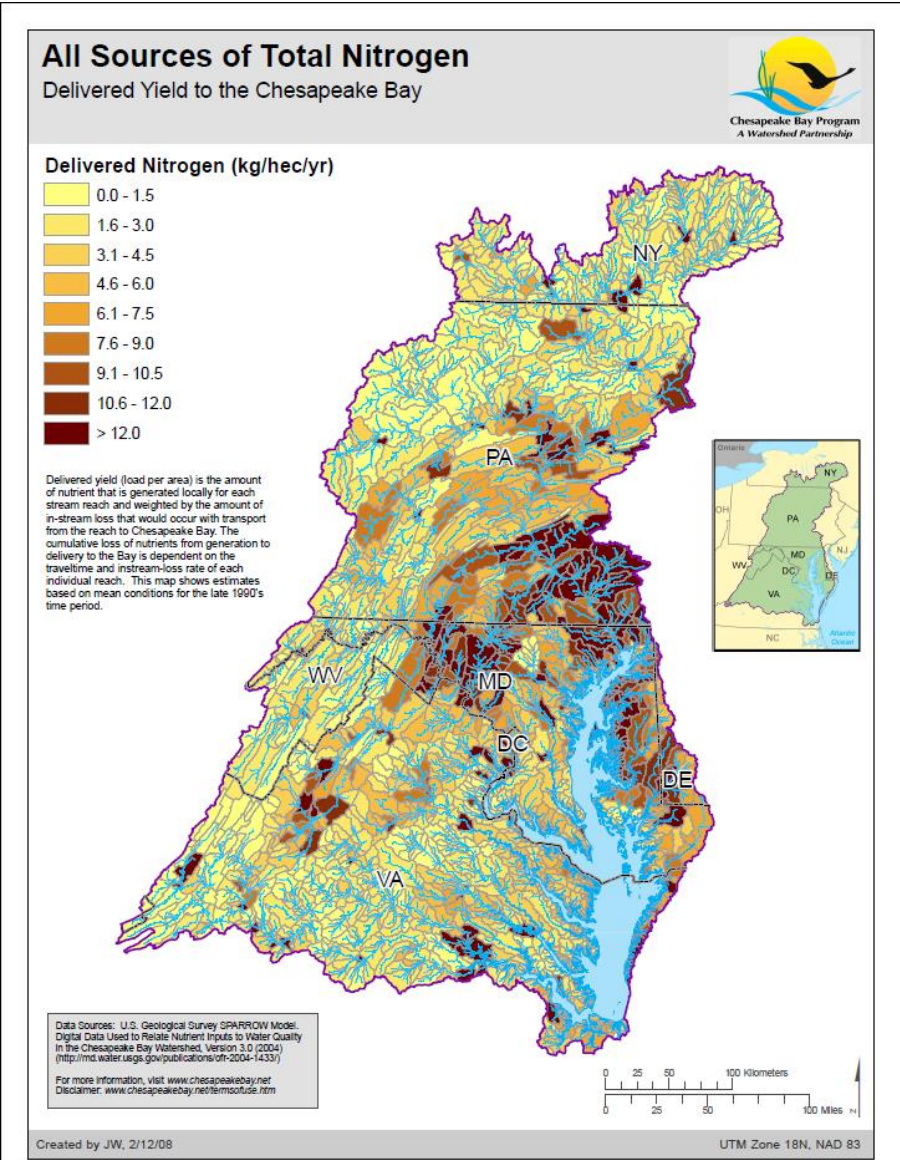 All Sources of Total Nitrogen
Delivered Yield to the Chesapeake Bay
Chesapeake Bay Program
A Watershed Partnership
Delivered Nitrogen (kg/hec/yr)
0.0 - 1.5
1.6 - 3.0
3.1 - 4.5
4.6 - 6.0
6.1 - 7.5
7.6 - 9.0
9.1 - 10.5
10.6 - 12.0
> 12.0
Delivered yield (load per area) is the amount
of nutrient that is generated locally for each
stream reach and weighted by the amount of
in-stream loss that would occur with transport
from the reach to Chesapeake Bay. The
cumulative loss of nutrients from generation to
delivery to the Bay is dependent on the
traveltime and instream-loss rate of each
individual reach. This map shows estimates
based on mean conditions for the late 1990's
time period.
NY
PA
WV
MD
DC
DE
VA
Ontario
NY
OH
PA
NJ
MD
WV
DC
DE
VA
NC
Atlantic
Ocean
Data Sources: U.S. Geological Survey SPARROW Model.
Digital Data Used to Relate Nutrient Inputs to Water Quality
in the Chesapeake Bay Watershed, Version 3.0 (2004)
(http://md.water.usgs.gov/publications/ofr-2004-1433/)
For more information, visit www.chesapeakebay.net
Disclaimer: www.chesapeakebay.net/termsofuse.htm
0 25 50 100 Kilometers
0 25 50 100 Miles
N
Created by JW, 2/12/08
UTM Zone 18N, NAD 83